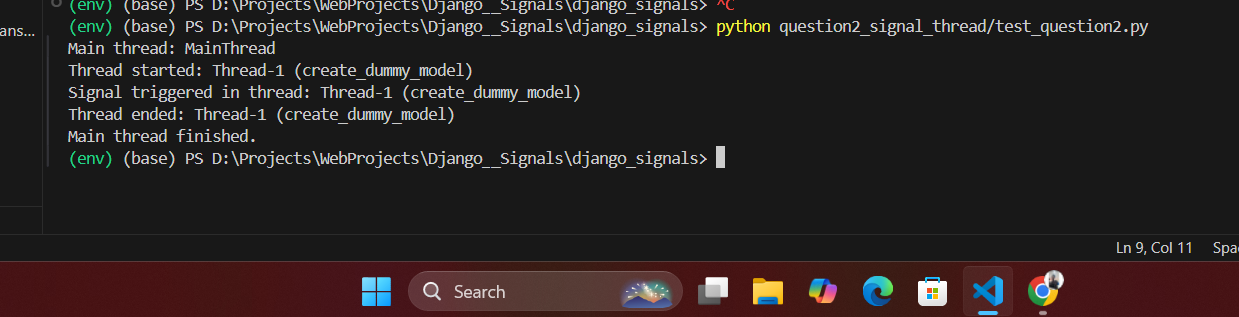 (env) (base) PS D:\Projects\WebProjects\Django__Signals\django_signals> ^C
ans...
(env) (base) PS D:\Projects\WebProjects\Django__Signals\django_signals> python question2_signal_thread/test_question2.py
Main thread: MainThread
Thread started: Thread-1 (create_dummy_model)
Signal triggered in thread: Thread-1 (create_dummy_model)
Thread ended: Thread-1 (create_dummy_model)
Main thread finished.
(env) (base) PS D:\Projects\WebProjects\Django__Signals\django_signals>
Ln 9, Col 11 Spa
Search